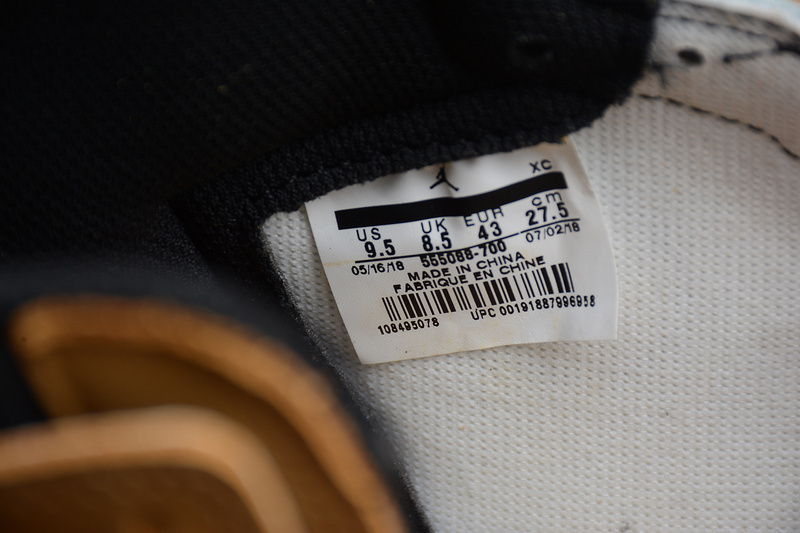 XC
US UK EUR cm
9.5 8.5 43 27.5
05/16/18 555088-700 07/02/18
MADE IN CHINA
FABRIQUE EN CHINE
108495078 UPC 00191887996958